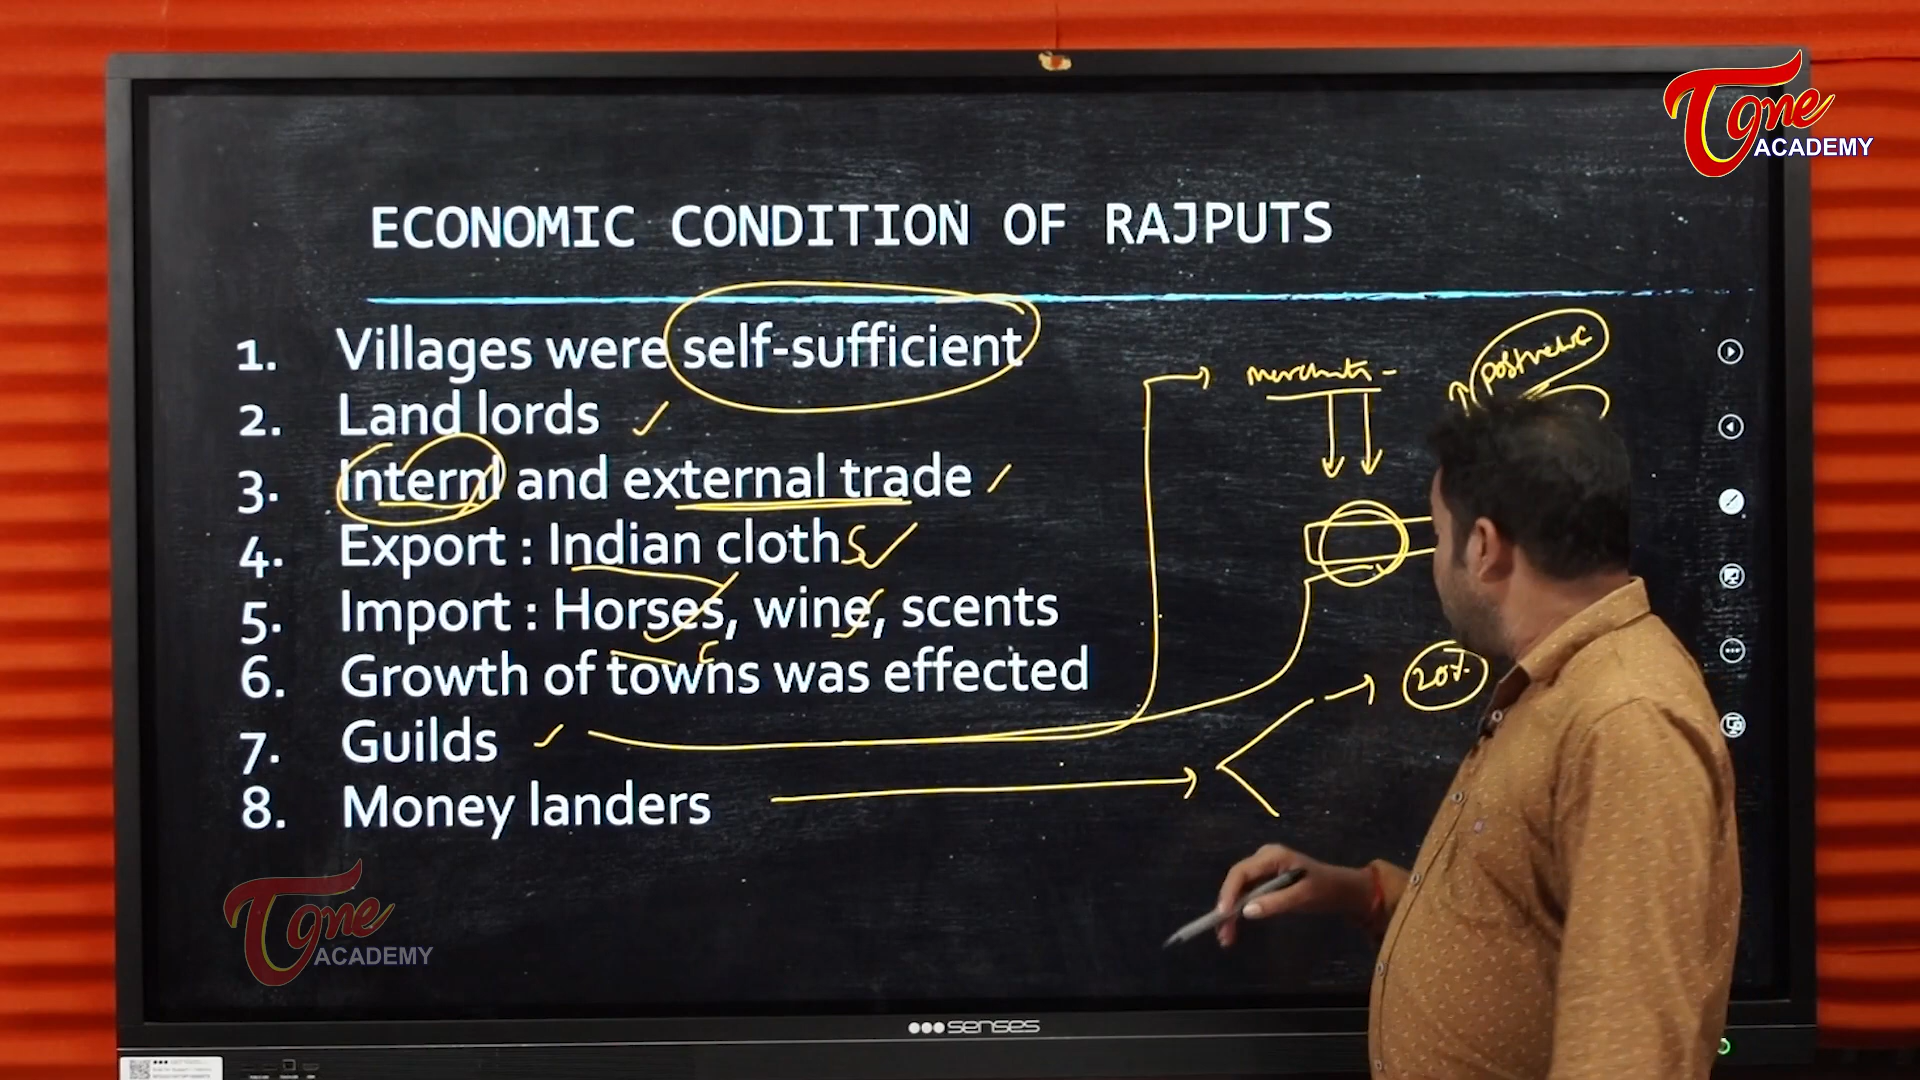 Tone
ACADEMY
ECONOMIC CONDITION OF RAJPUTS
1. Villages were self-sufficient
2. Land lords
3. Internl and external trade
4. Export : Indian cloth
5. Import : Horses, wine, scents
6. Growth of towns was effected
7. Guilds
8. Money landers
20%
Tone
ACADEMY
senses